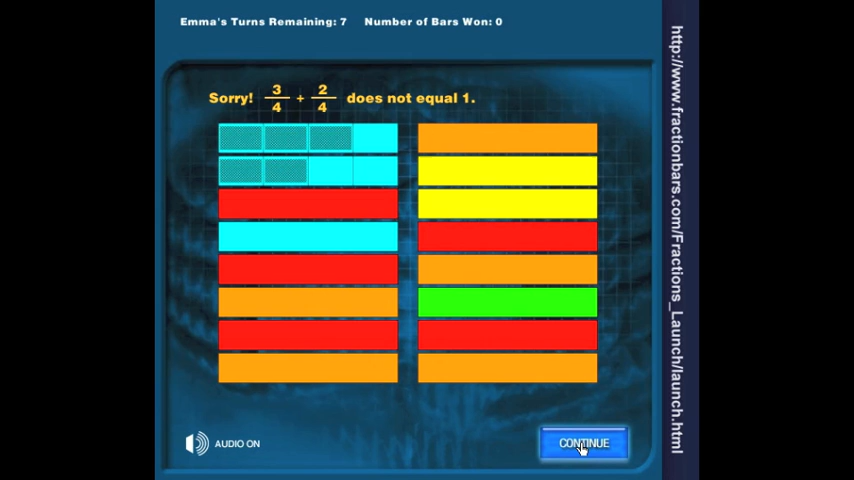 Emma's Turns Remaining: 7 Number of Bars Won: 0
Sorry! 3/4 + 2/4 does not equal 1.
AUDIO ON
CONTINUE
http://www.fractionbars.com/Fractions_Launch/launch.html